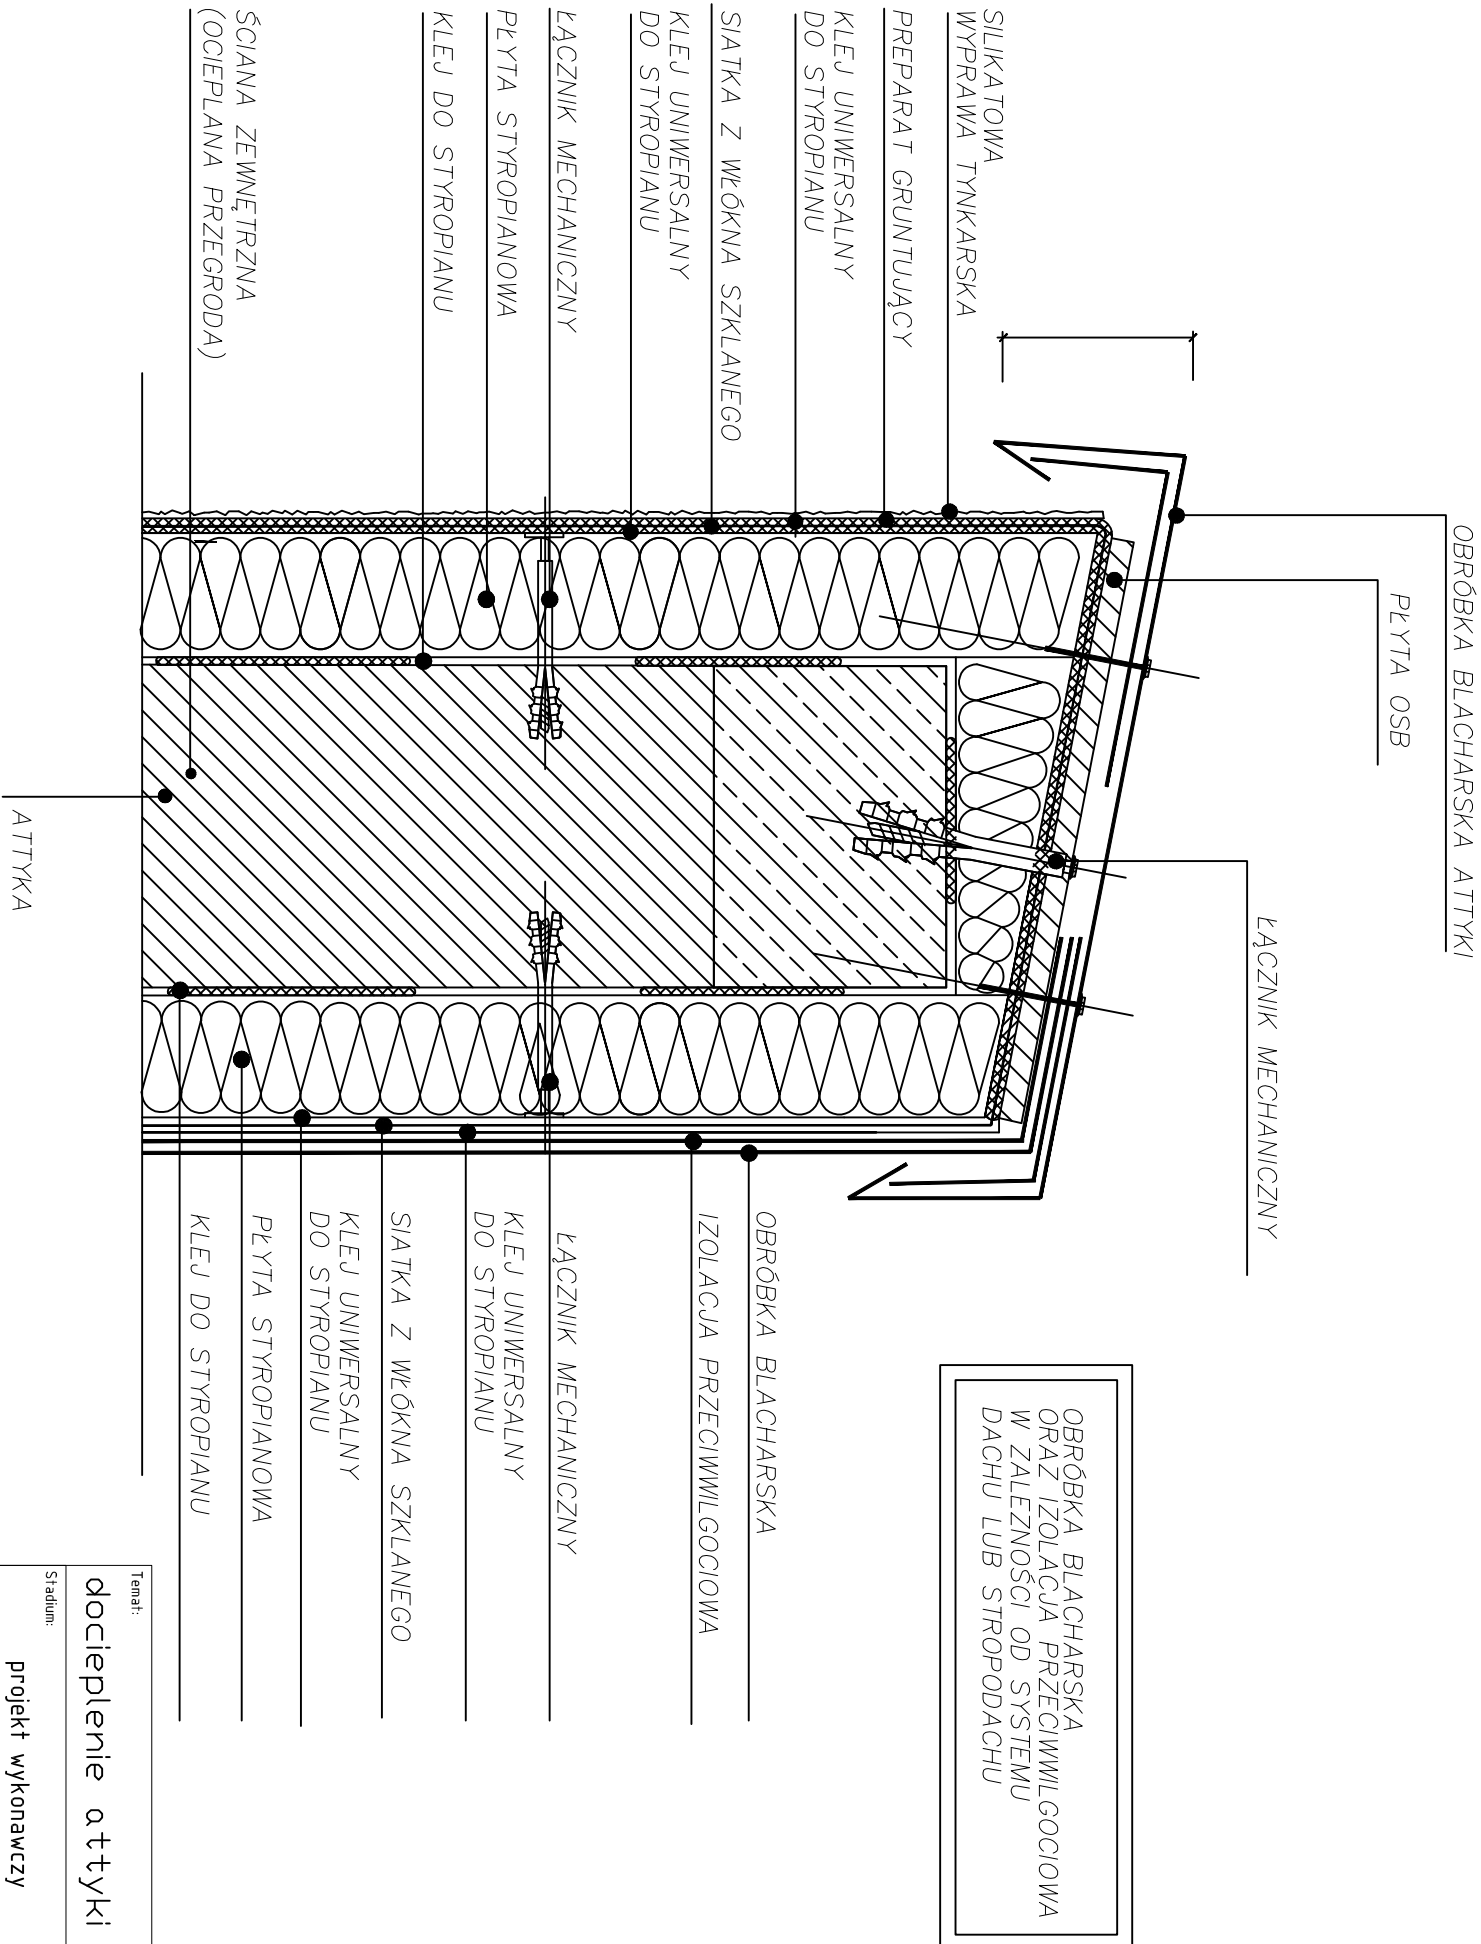 OBRÓBKA BLACHARSKA ATTYKI
PŁYTA OSB
ŁĄCZNIK MECHANICZNY
SILIKATOWA
WYPRAWA TYNKARSKA
PREPARAT GRUNTUJĄCY
KLEJ UNIWERSALNY
DO STYROPIANU
SIATKA Z WŁÓKNA SZKLANEGO
KLEJ UNIWERSALNY
DO STYROPIANU
ŁĄCZNIK MECHANICZNY
PŁYTA STYROPIANOWA
KLEJ DO STYROPIANU
ŚCIANA ZEWNĘTRZNA
(OCIEPLANA PRZEGRODA)
ATTYKA
OBRÓBKA BLACHARSKA
ORAZ IZOLACJA PRZECIWWILGOCIOWA
W ZALEZNOŚCI OD SYSTEMU
DACHU LUB STROPODACHU
OBRÓBKA BLACHARSKA
IZOLACJA PRZECIWWILGOCIOWA
ŁĄCZNIK MECHANICZNY
KLEJ UNIWERSALNY
DO STYROPIANU
SIATKA Z WŁÓKNA SZKLANEGO
KLEJ UNIWERSALNY
DO STYROPIANU
PŁYTA STYROPIANOWA
KLEJ DO STYROPIANU
Temat:
docieplenie attyki
Stadium:
projekt wykonawczy